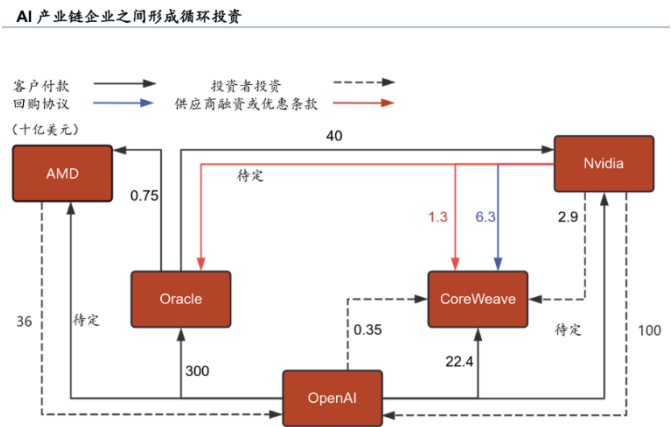 AI 产业链企业之间形成循环投资
客户付款 投资者投资
回购协议 供应商融资或优惠条款
(十亿美元)
40
AMD
Nvidia
待定
0.75
1.3
6.3
2.9
Oracle
CoreWeave
36
待定
0.35
待定
100
300
22.4
OpenAI